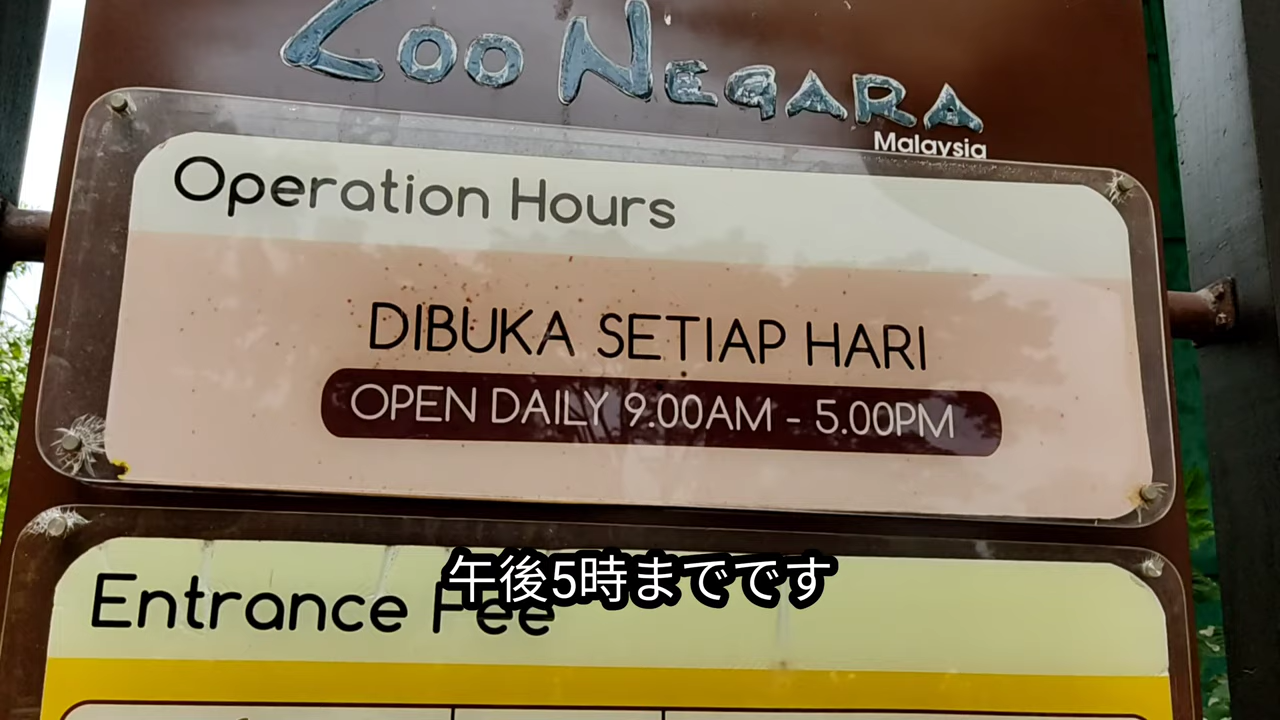 Zoo Negara
Malaysia
Operation Hours
DIBUKA SETIAP HARI
OPEN DAILY 9.00AM - 5.00PM
午後5時までです
Entrance Fee